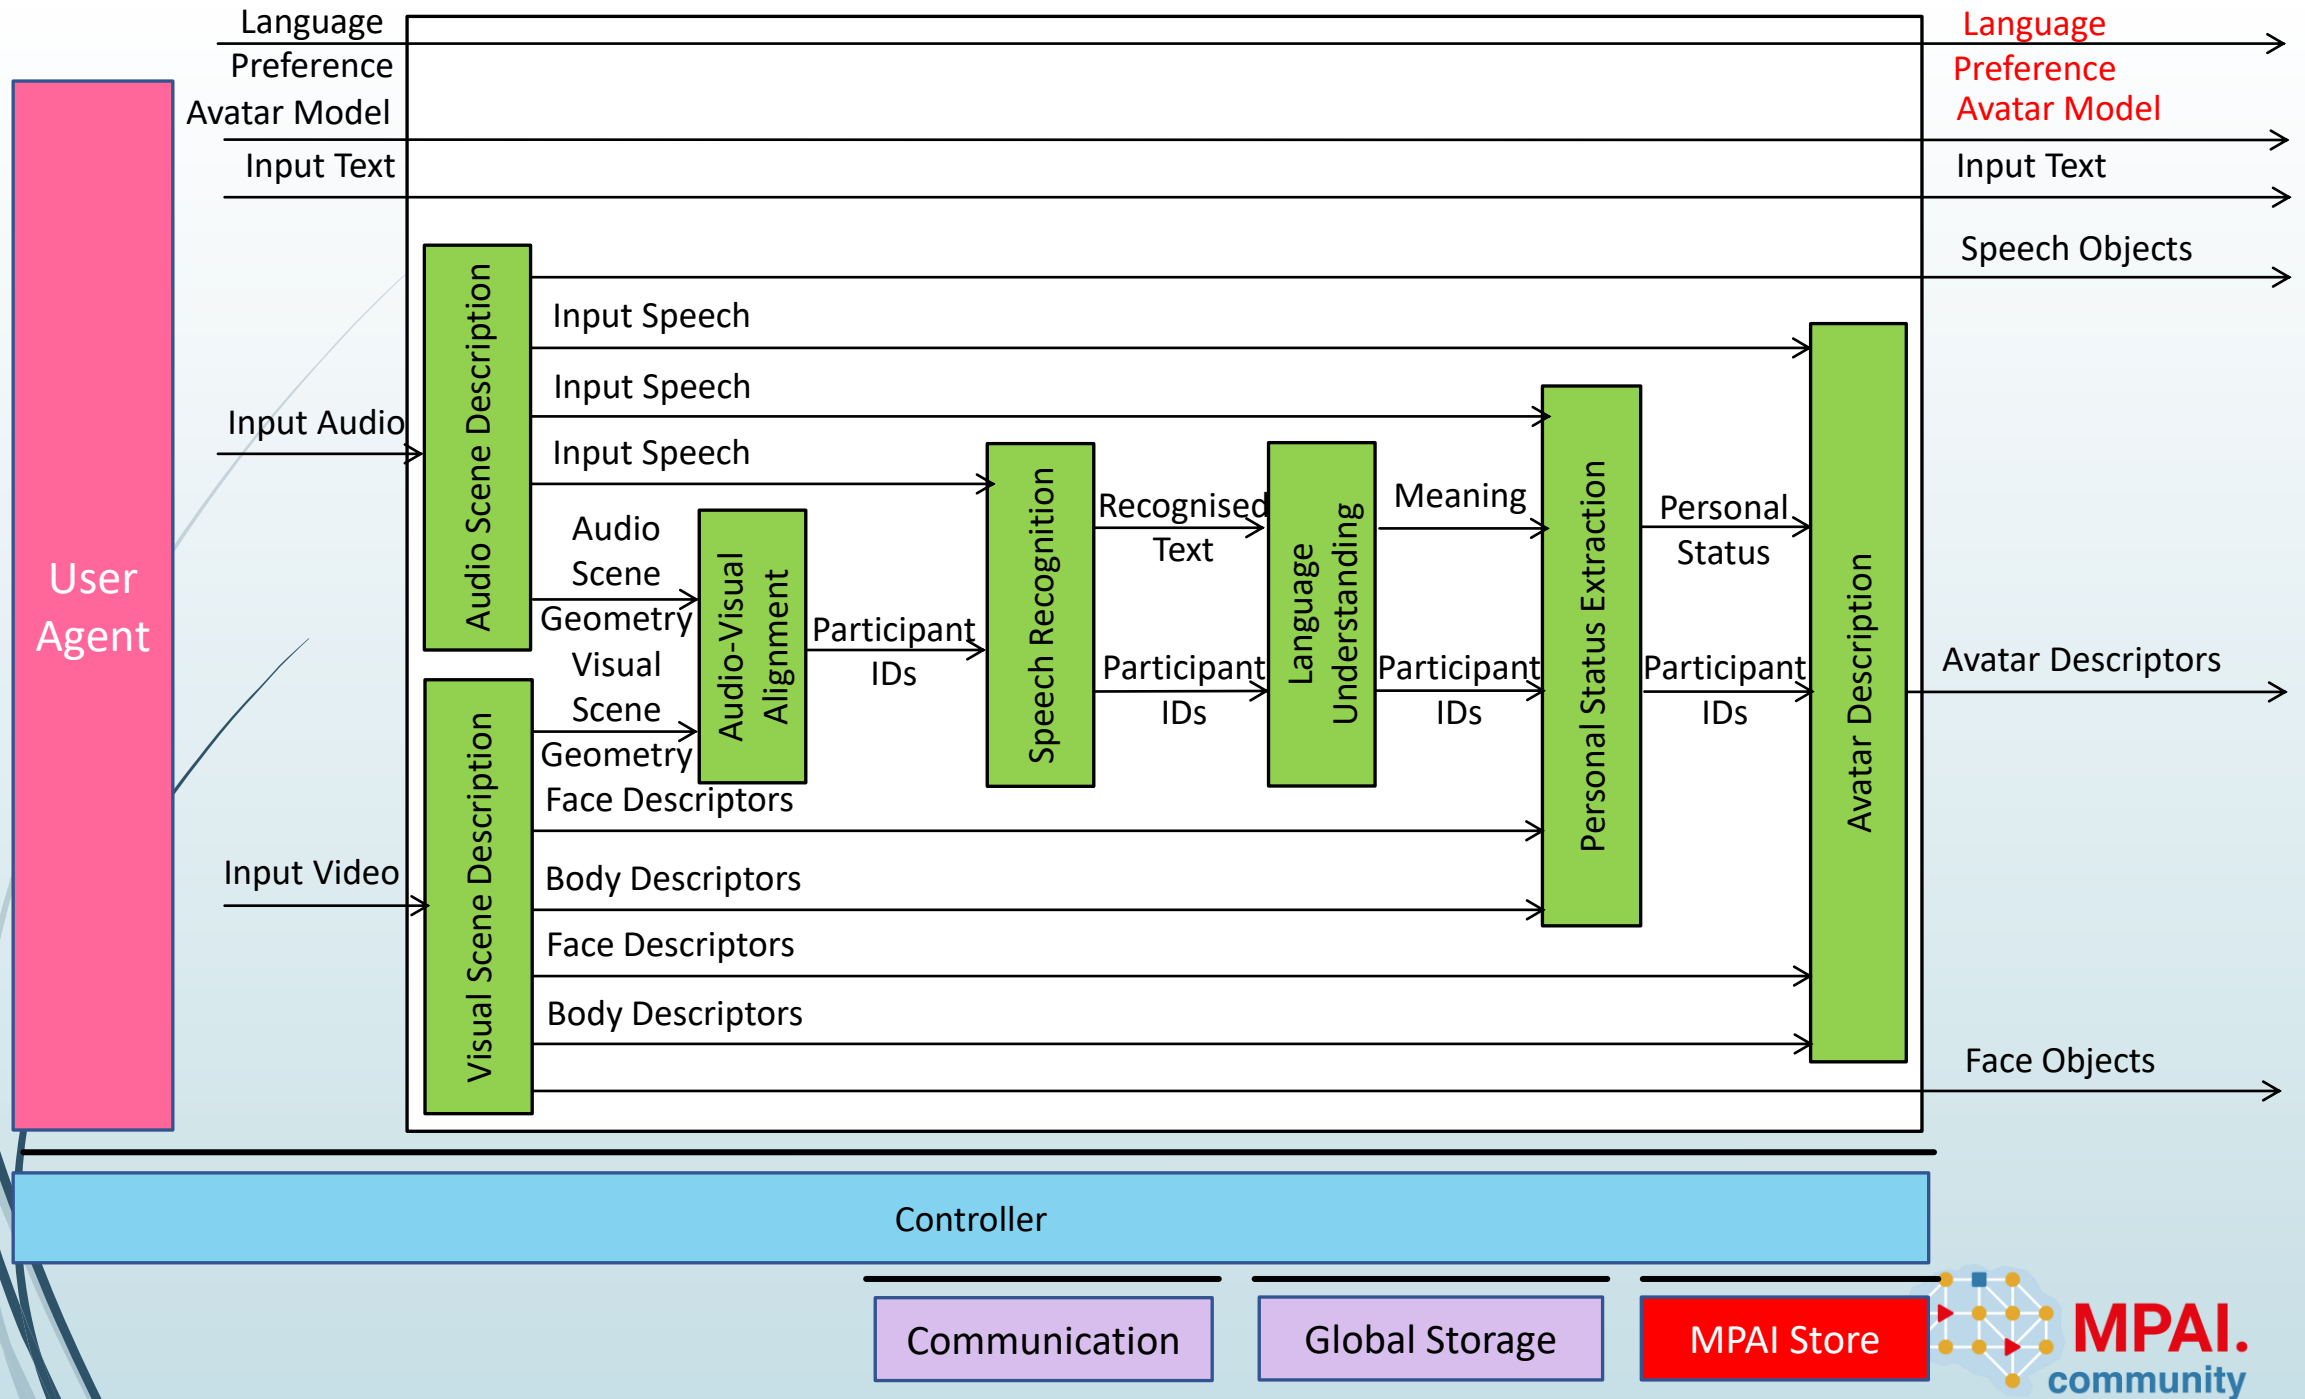 Language
Preference
Avatar Model
Input Text
Language
Preference
Avatar Model
Input Text
Speech Objects
User
Agent
Input Audio
Input Video
Audio Scene Description
Visual Scene Description
Input Speech
Input Speech
Input Speech
Audio
Scene
Geometry
Visual
Scene
Geometry
Audio-Visual
Alignment
Participant
IDs
Speech Recognition
Recognised
Text
Participant
IDs
Language
Understanding
Meaning
Participant
IDs
Personal Status Extraction
Personal
Status
Participant
IDs
Avatar Description
Avatar Descriptors
Face Descriptors
Body Descriptors
Face Descriptors
Body Descriptors
Face Objects
Controller
Communication
Global Storage
MPAI Store
MPAI.
community